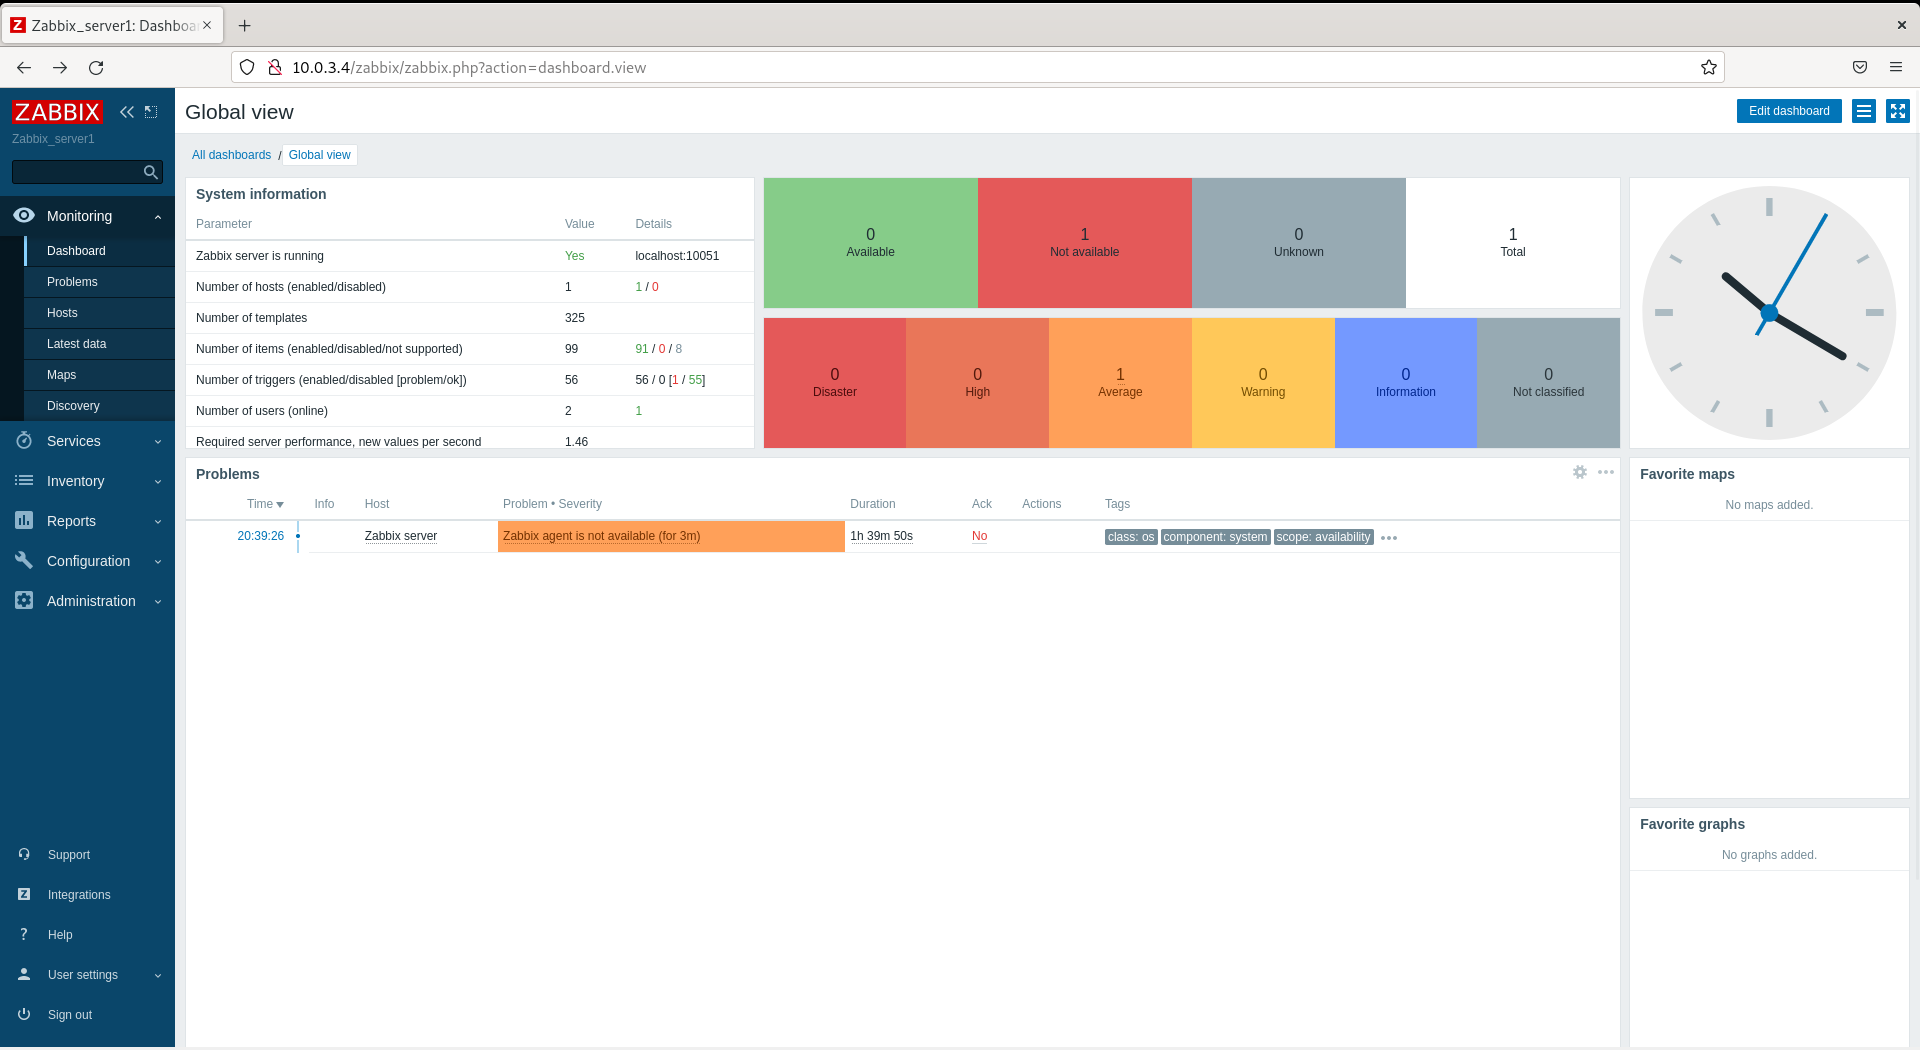 Zabbix_server1: Dashboa
10.0.3.4/zabbix/zabbix.php?action=dashboard.view
ZABBIX
Zabbix_server1
Monitoring
Dashboard
Problems
Hosts
Latest data
Maps
Discovery
Services
Inventory
Reports
Configuration
Administration
Support
Integrations
Help
User settings
Sign out
Global view
Edit dashboard
All dashboards / Global view
System information
Parameter Value Details
Zabbix server is running Yes localhost:10051
Number of hosts (enabled/disabled) 1 1 / 0
Number of templates 325
Number of items (enabled/disabled/not supported) 99 91 / 0 / 8
Number of triggers (enabled/disabled [problem/ok]) 56 56 / 0 [1 / 55]
Number of users (online) 2 1
Required server performance, new values per second 1.46
0 1 0 1
Available Not available Unknown Total
0 0 1 0 0 0
Disaster High Average Warning Information Not classified
Problems
Time Info Host Problem • Severity Duration Ack Actions Tags
20:39:26 Zabbix server Zabbix agent is not available (for 3m) 1h 39m 50s No class: os component: system scope: availability
Favorite maps
No maps added.
Favorite graphs
No graphs added.